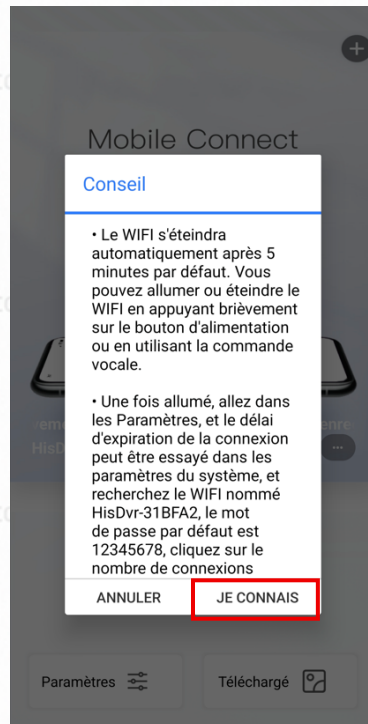 Mobile Connect
Conseil
• Le WIFI s'éteindra
automatiquement après 5
minutes par défaut. Vous
pouvez allumer ou éteindre le
WIFI en appuyant brièvement
sur le bouton d'alimentation
ou en utilisant la commande
vocale.
• Une fois allumé, allez dans
les Paramètres, et le délai
d'expiration de la connexion
peut être essayé dans les
paramètres du système, et
recherchez le WIFI nommé
HisDvr-31BFA2, le mot
de passe par défaut est
12345678, cliquez sur le
nombre de connexions
ANNULER JE CONNAIS
Paramètres Téléchargé